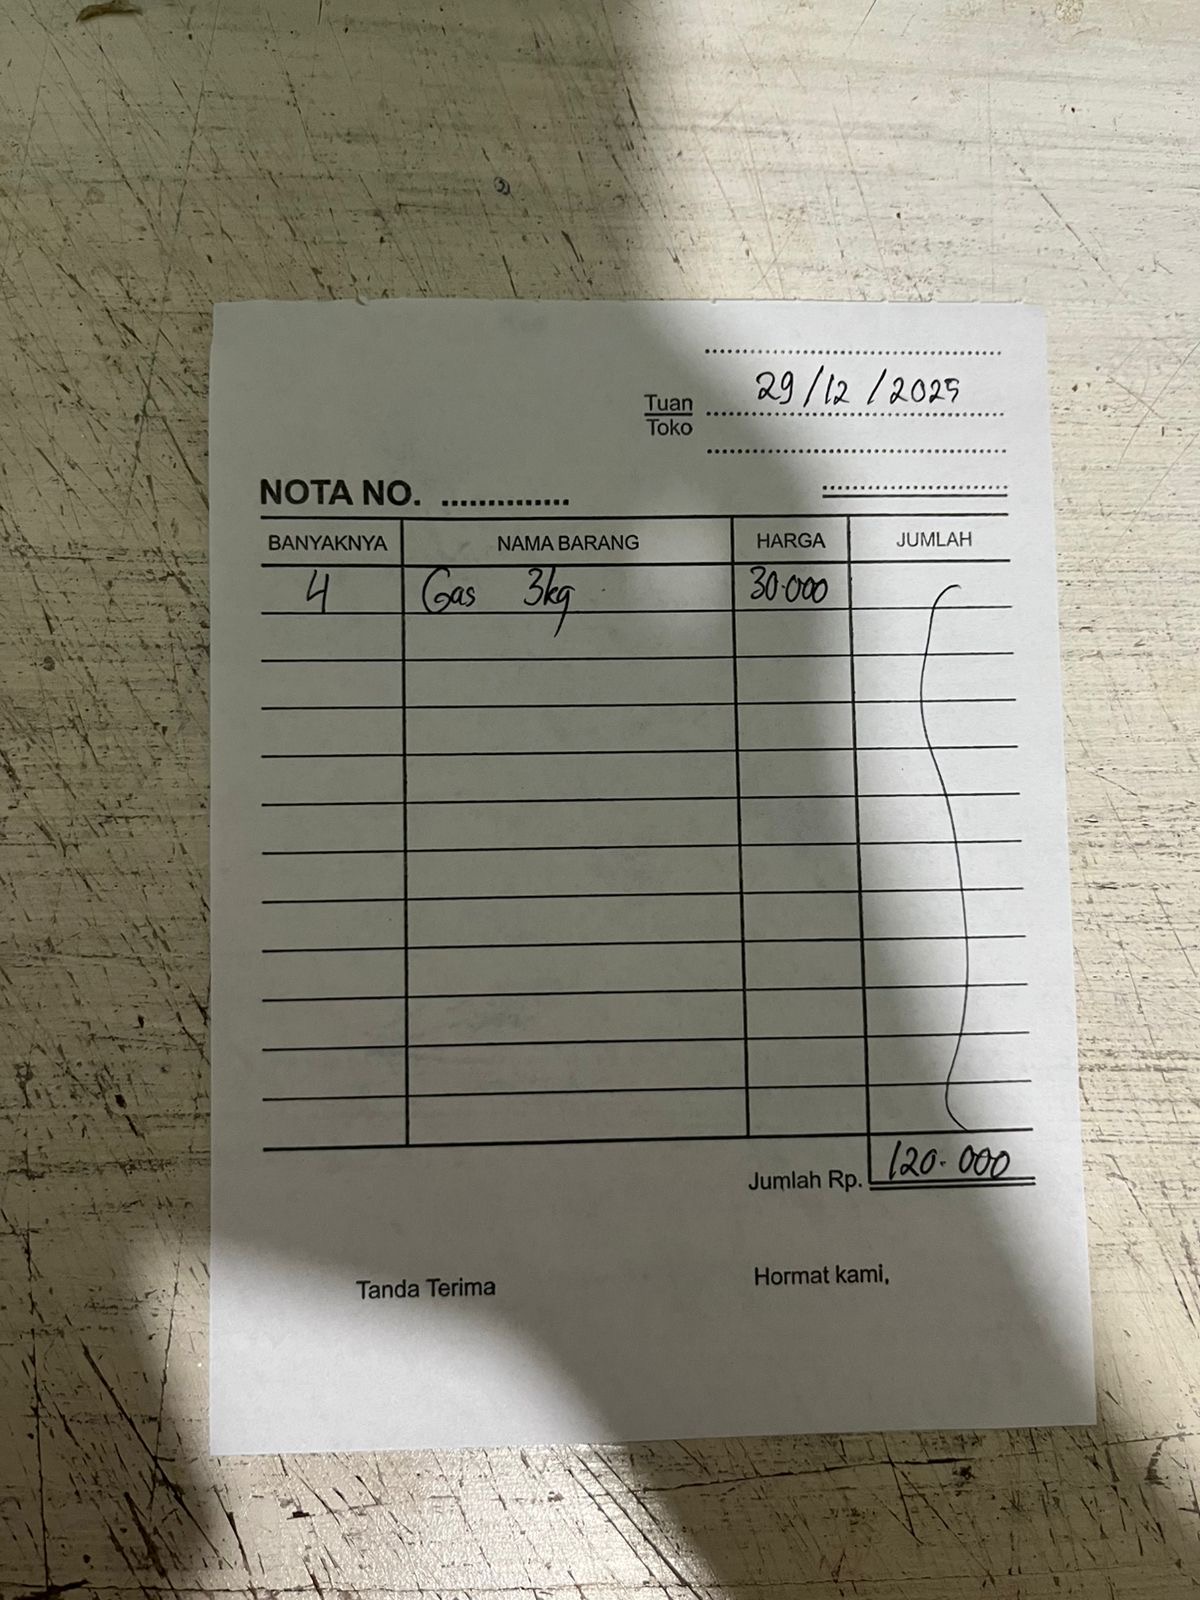 29/12/2025
Tuan
Toko
NOTA NO. ..............
BANYAKNYA NAMA BARANG HARGA JUMLAH
4 Gas 3kg 30.000
Jumlah Rp. 120.000
Tanda Terima Hormat kami,